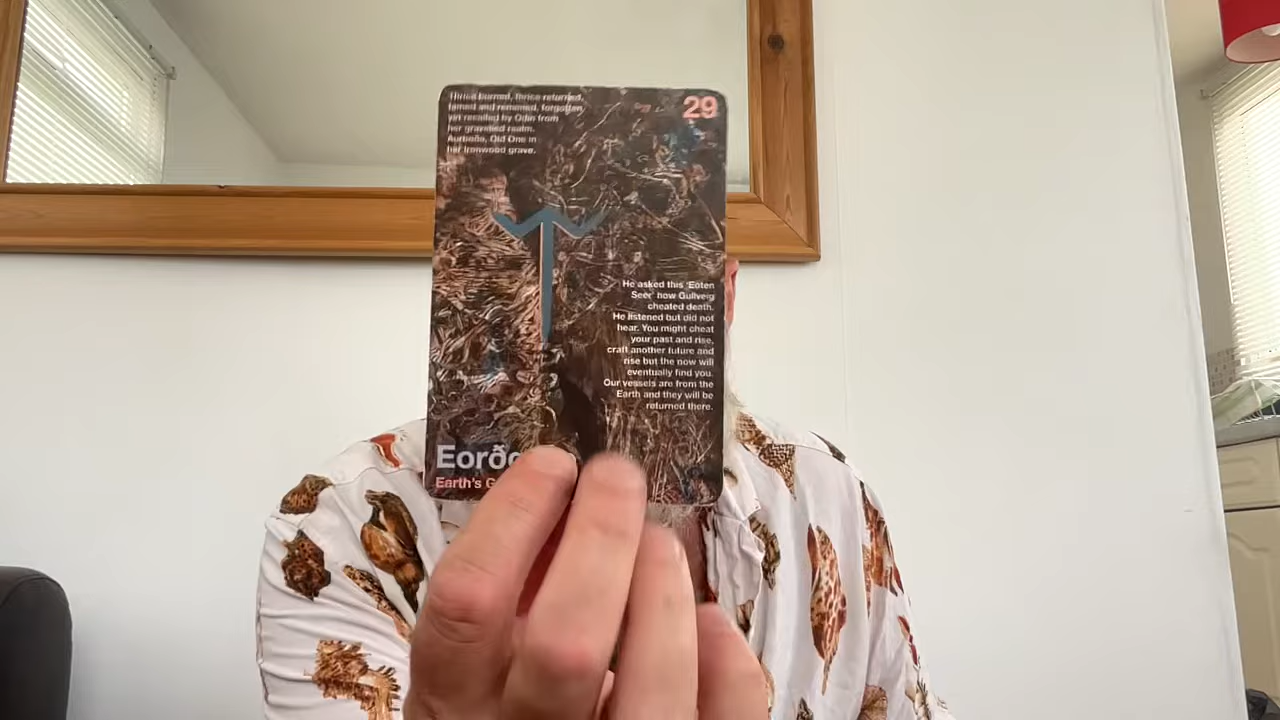 Thrice burned, thrice returned,
famed and renamed, forgotten
yet recalled by Odin from
her gravelled realm.
Aurboða, Old One in
her Ironwood grave.
29
He asked this 'Eoten
Seer' how Gullveig
cheated death.
He listened but did not
hear. You might cheat
your past and rise,
craft another future and
rise but the now will
eventually find you.
Our vessels are from the
Earth and they will be
returned there.
Earth's